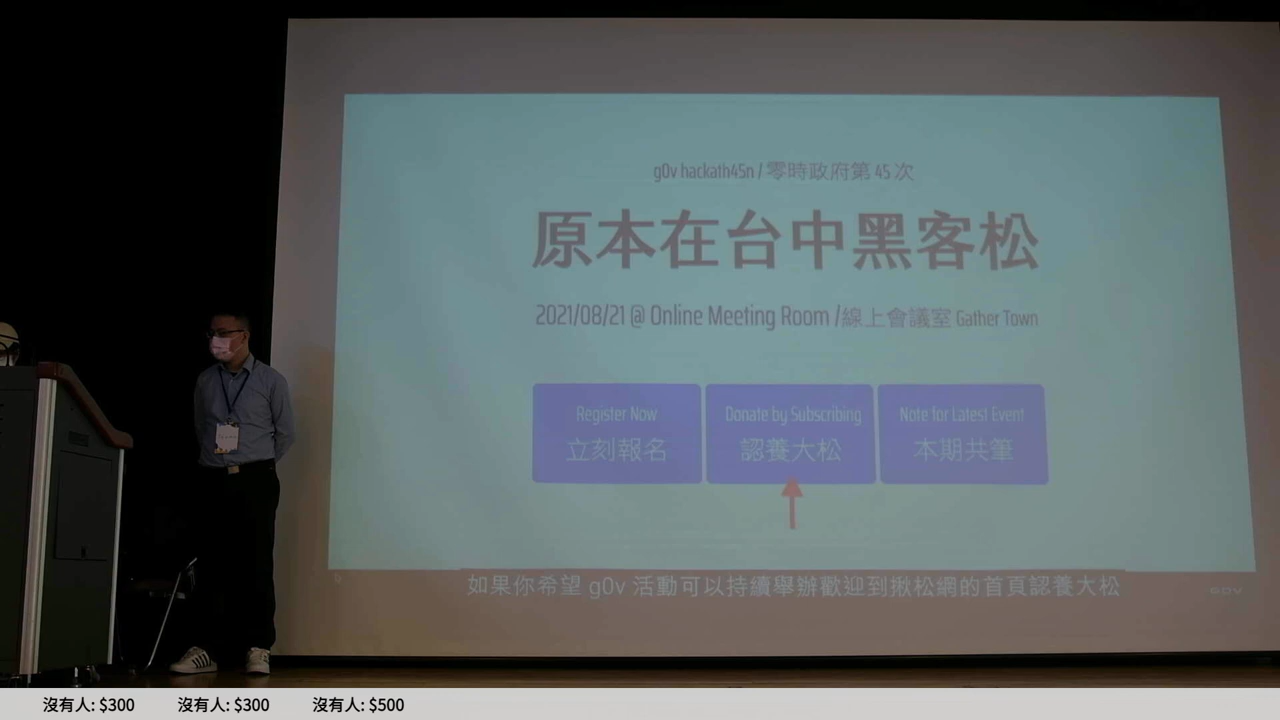 g0v hackath45n / 零時政府第 45 次
原本在台中黑客松
2021/08/21 @ Online Meeting Room /線上會議室 Gather Town
Register Now
立刻報名
Donate by Subscribing
認養大松
Note for Latest Event
本期共筆
如果你希望 g0v 活動可以持續舉辦歡迎到揪松網的首頁認養大松
G0V
沒有人: $300 沒有人: $300 沒有人: $500